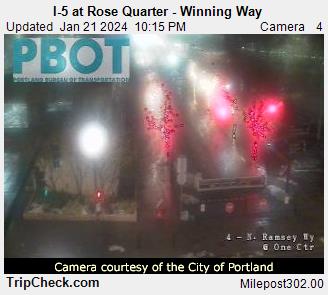 I-5 at Rose Quarter - Winning Way
Updated Jan 21 2024 10:15 PM Camera 4
PBOT
PORTLAND BUREAU OF TRANSPORTATION
4 - N. Ramsey Wy
@ One Ctr
Camera courtesy of the City of Portland
TripCheck.com Milepost302.00